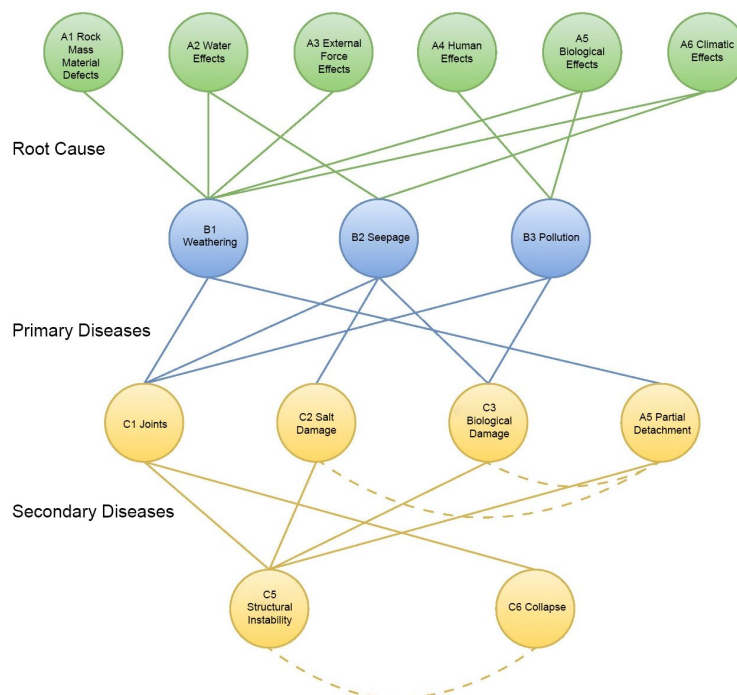 A1 Rock
Mass
Material
Defects
A2 Water
Effects
A3 External
Force
Effects
A4 Human
Effects
A5
Biological
Effects
A6 Climatic
Effects
Root Cause
B1
Weathering
B2 Seepage
B3 Pollution
Primary Diseases
C1 Joints
C2 Salt
Damage
C3
Biological
Damage
A5 Partial
Detachment
Secondary Diseases
C5
Structural
Instability
C6 Collapse